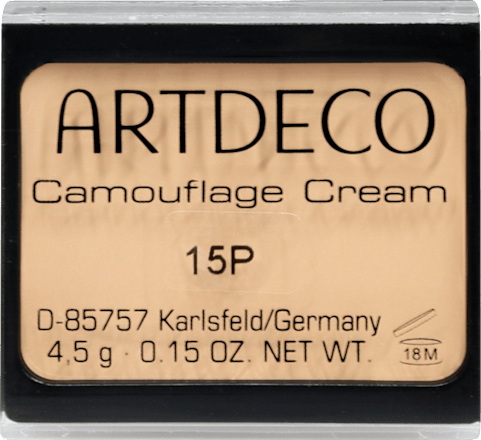 ARTDECO
Camouflage Cream
15P
D-85757 Karlsfeld/Germany
4,5 g · 0.15 OZ. NET WT.
18M